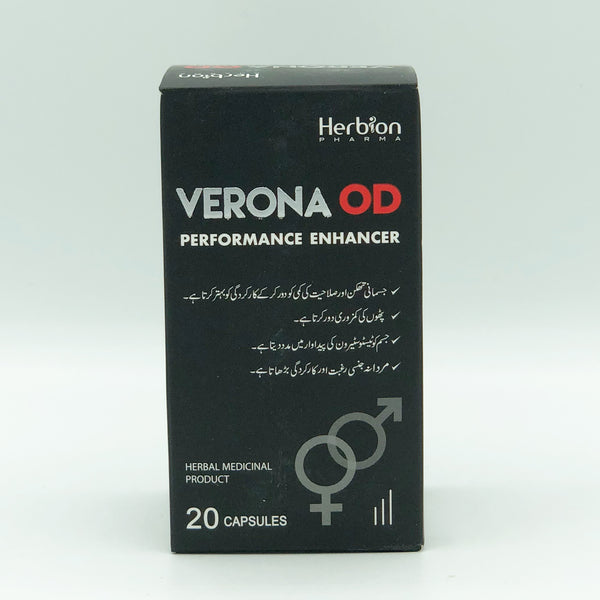 Herbion
Herbion
PHARMA
VERONA OD
PERFORMANCE ENHANCER
جسمانی تھکن اور صلاحیت کی کمی کو دور کر کے کارکردگی کو بہتر کرتا ہے۔
پٹھوں کی کمزوری دور کرتا ہے۔
جسم کو ٹیسٹوسٹیرون کی پیداوار میں مدد دیتا ہے۔
مردانہ جنسی رغبت اور کارکردگی بڑھاتا ہے۔
HERBAL MEDICINAL
PRODUCT
20 CAPSULES